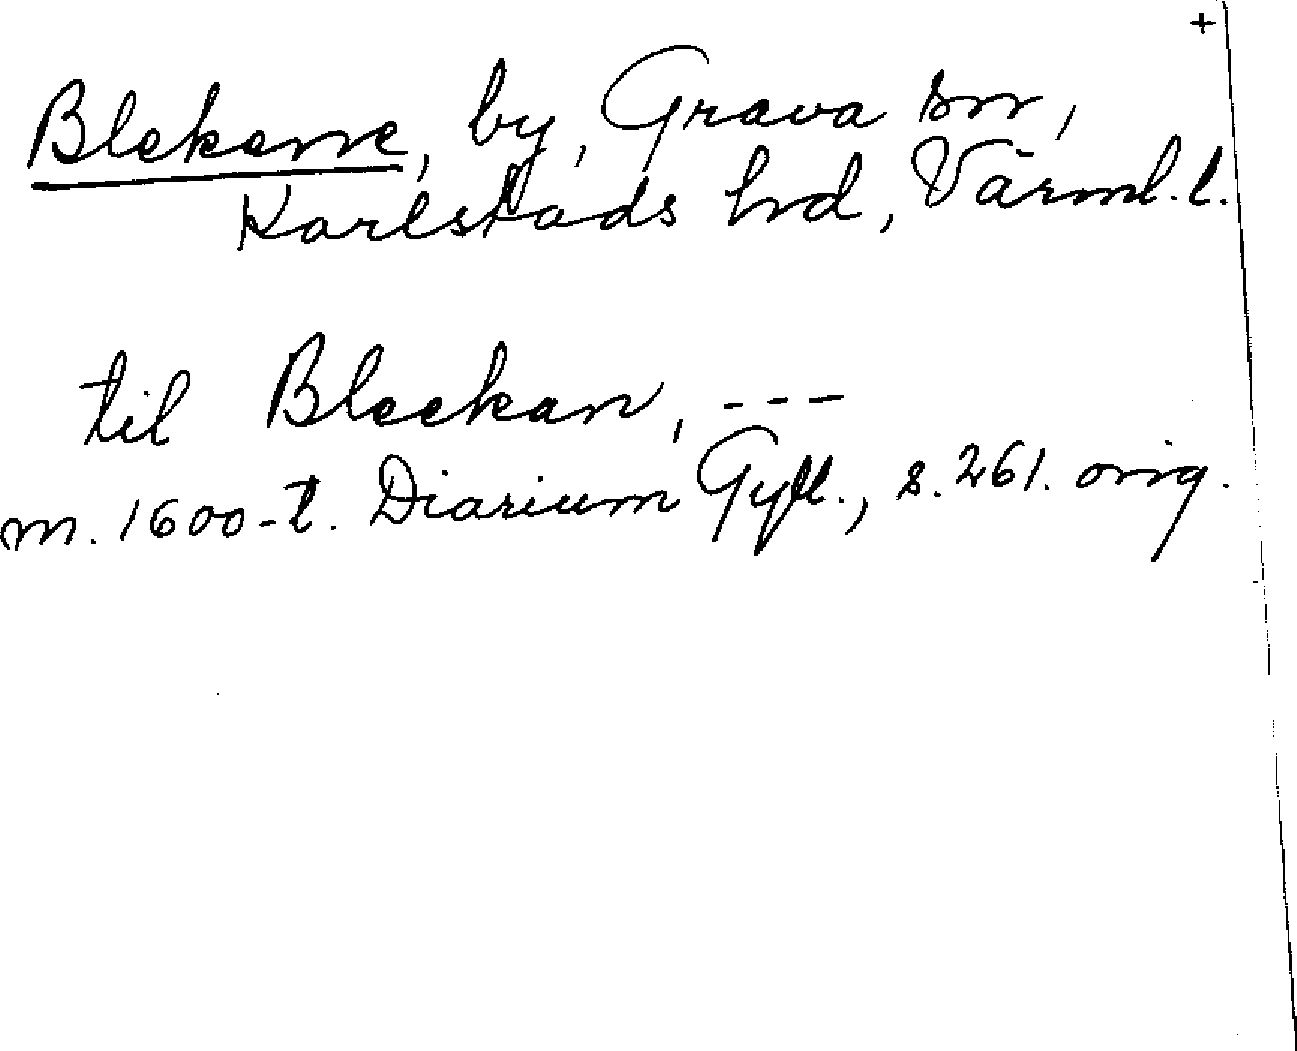 +
Blekene, by, Grava sn,
Karlstads hd, Värml. l.
til Bleekan, ---
m. 1600-t. Diarium Gyll., s. 261. orig.